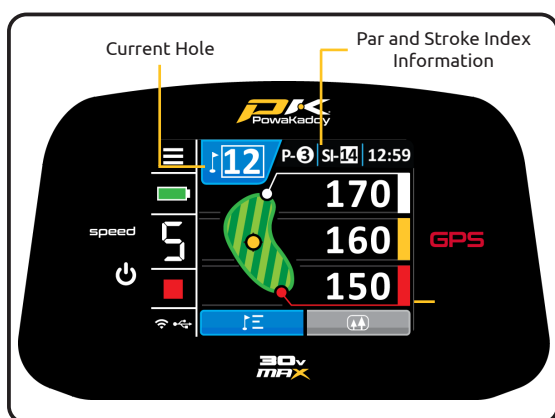 Current Hole
Par and Stroke Index
Information
PK
PowaKaddy
12 P-3 SI-14 12:59
170
speed 5 160 GPS
150
30v
MAX